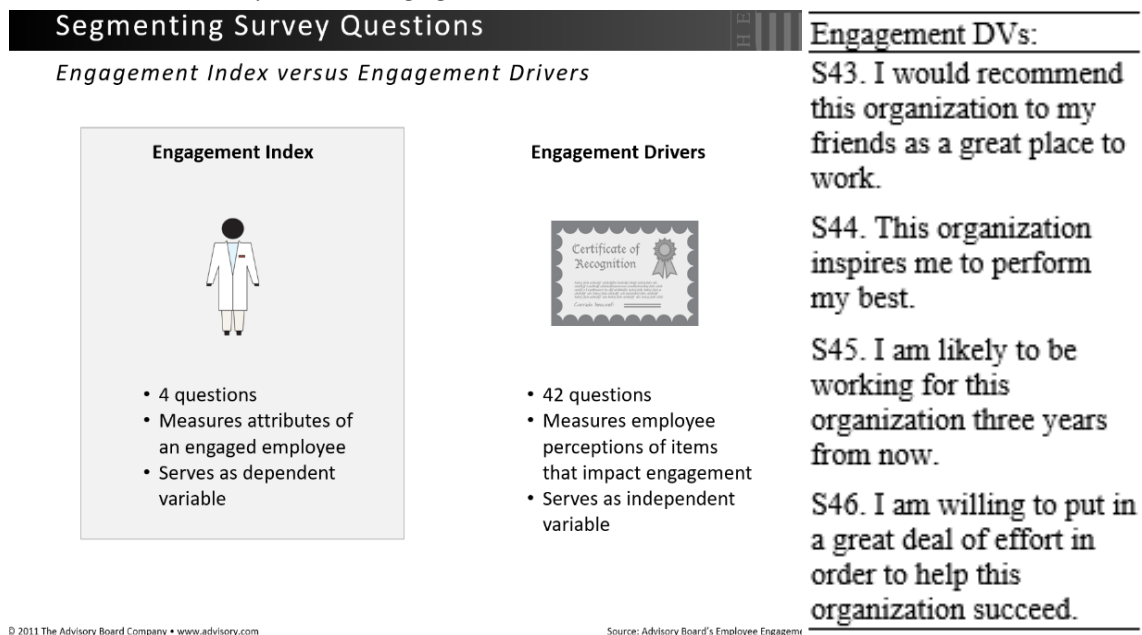 Segmenting Survey Questions
Engagement Index versus Engagement Drivers
Engagement Index
• 4 questions
• Measures attributes of
an engaged employee
• Serves as dependent
variable
Engagement Drivers
Certificate of
Recognition
• 42 questions
• Measures employee
perceptions of items
that impact engagement
• Serves as independent
variable
© 2011 The Advisory Board Company • www.advisory.com
Source: Advisory Board's Employee Engageme
Engagement DVs:
S43. I would recommend
this organization to my
friends as a great place to
work.
S44. This organization
inspires me to perform
my best.
S45. I am likely to be
working for this
organization three years
from now.
S46. I am willing to put in
a great deal of effort in
order to help this
organization succeed.